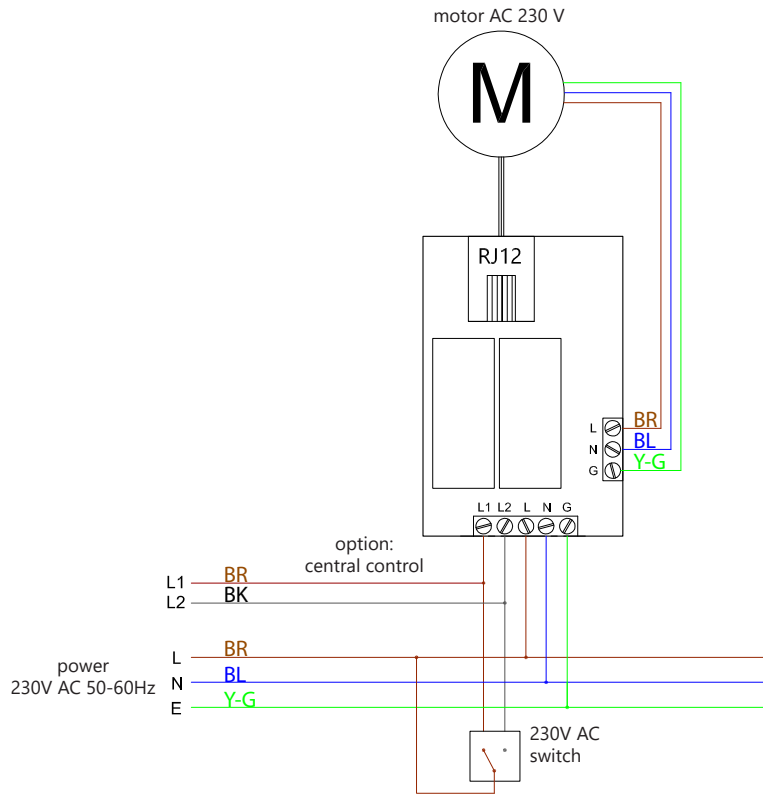 motor AC 230 V
M
RJ12
L BR
N BL
G Y-G
L1 L2 L N G
option:
central control
L1 BR
L2 BK
L BR
power
230V AC 50-60Hz
N BL
E Y-G
230V AC
switch